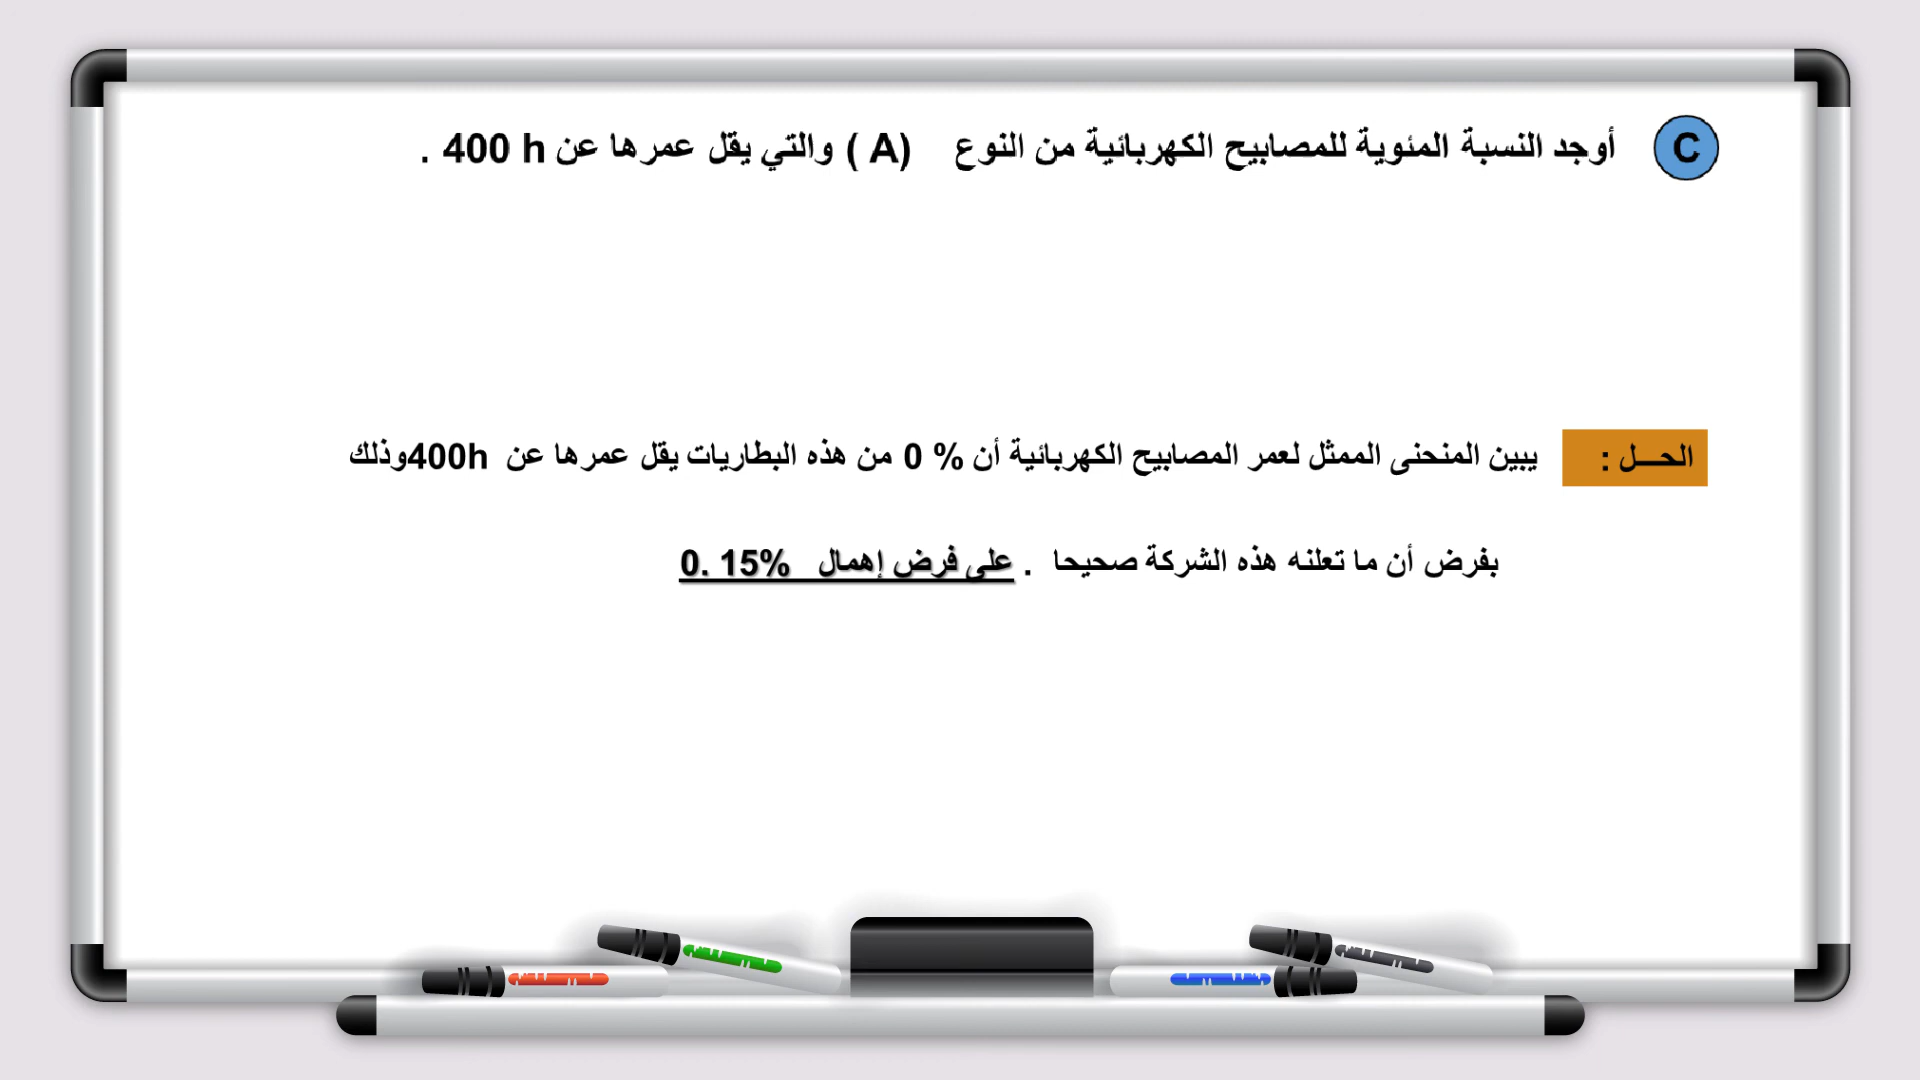 C أوجد النسبة المئوية للمصابيح الكهربائية من النوع (A ) والتي يقل عمرها عن 400 h .
الحـــل : يبين المنحنى الممثل لعمر المصابيح الكهربائية أن % 0 من هذه البطاريات يقل عمرها عن 400hوذلك
بفرض أن ما تعلنه هذه الشركة صحيحا . على فرض إهمال 0. 15%